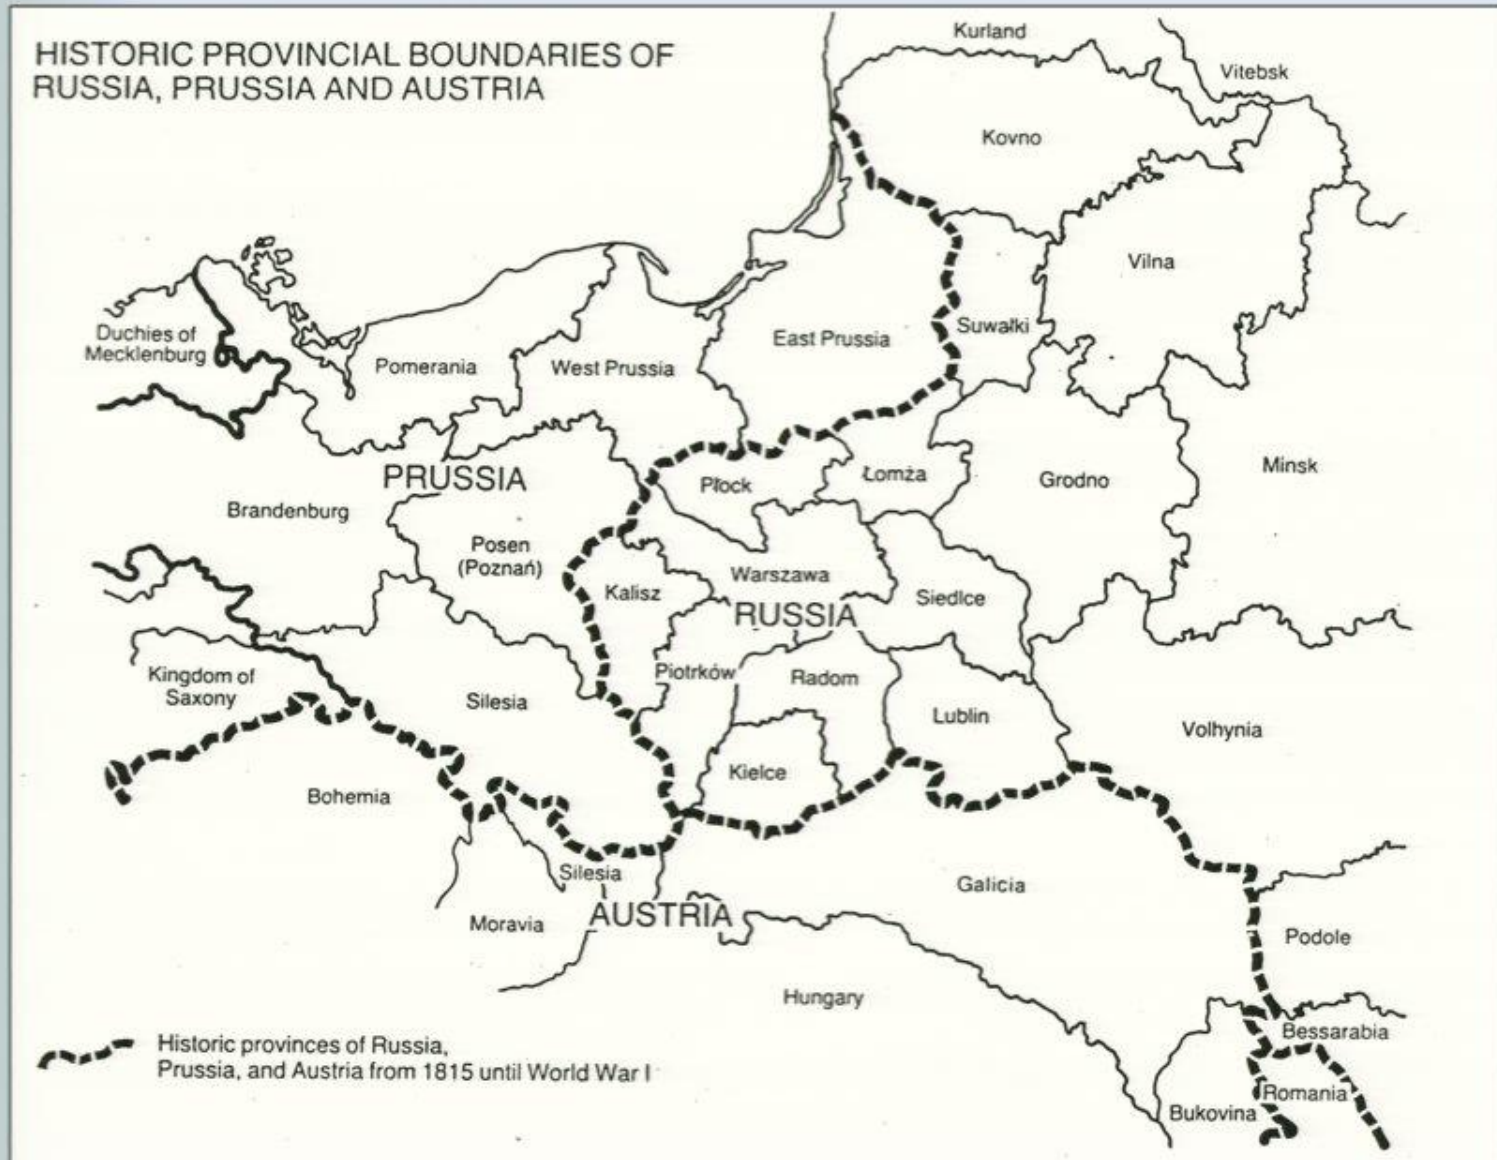 HISTORIC PROVINCIAL BOUNDARIES OF
RUSSIA, PRUSSIA AND AUSTRIA
Kurland
Vitebsk
Kovno
Vilna
Duchies of
Mecklenburg
Pomerania
West Prussia
East Prussia
Suwałki
PRUSSIA
Brandenburg
Posen
(Poznań)
Płock
Łomża
Grodno
Minsk
Kalisz
Warszawa
RUSSIA
Siedlce
Kingdom of
Saxony
Silesia
Piotrków
Radom
Lublin
Volhynia
Kielce
Bohemia
Silesia
Galicia
Moravia
AUSTRIA
Podole
Hungary
Bessarabia
Romania
Bukovina
Historic provinces of Russia,
Prussia, and Austria from 1815 until World War I